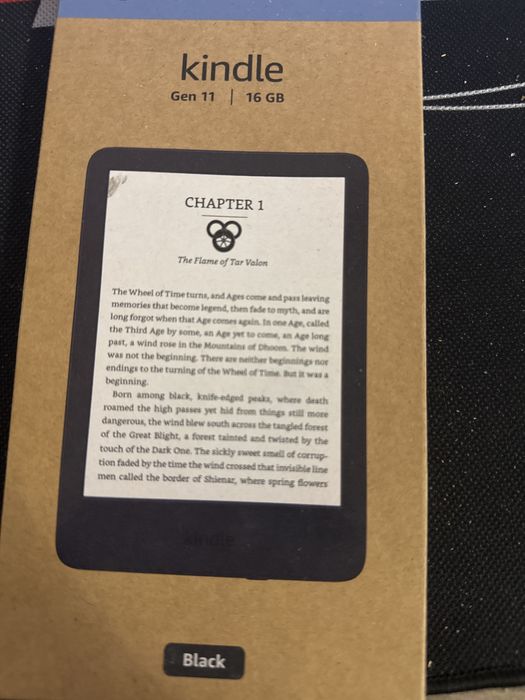 kindle
Gen 11 | 16 GB
CHAPTER 1
The Flame of Tar Valon
The Wheel of Time turns, and Ages come and pass leaving
memories that become legend, then fade to myth, and are
long forgot when that Age comes again. In one Age, called
the Third Age by some, an Age yet to come, an Age long
past, a wind rose in the Mountains of Dhoom. The wind
was not the beginning. There are neither beginnings nor
endings to the turning of the Wheel of Time. But it was a
beginning.
Born among black, knife-edged peaks, where death
roamed the high passes yet hid from things still more
dangerous, the wind blew south across the tangled forest
of the Great Blight, a forest tainted and twisted by the
touch of the Dark One. The sickly sweet smell of corrup-
tion faded by the time the wind crossed that invisible line
men called the border of Shienar, where spring flowers
kindle
Black